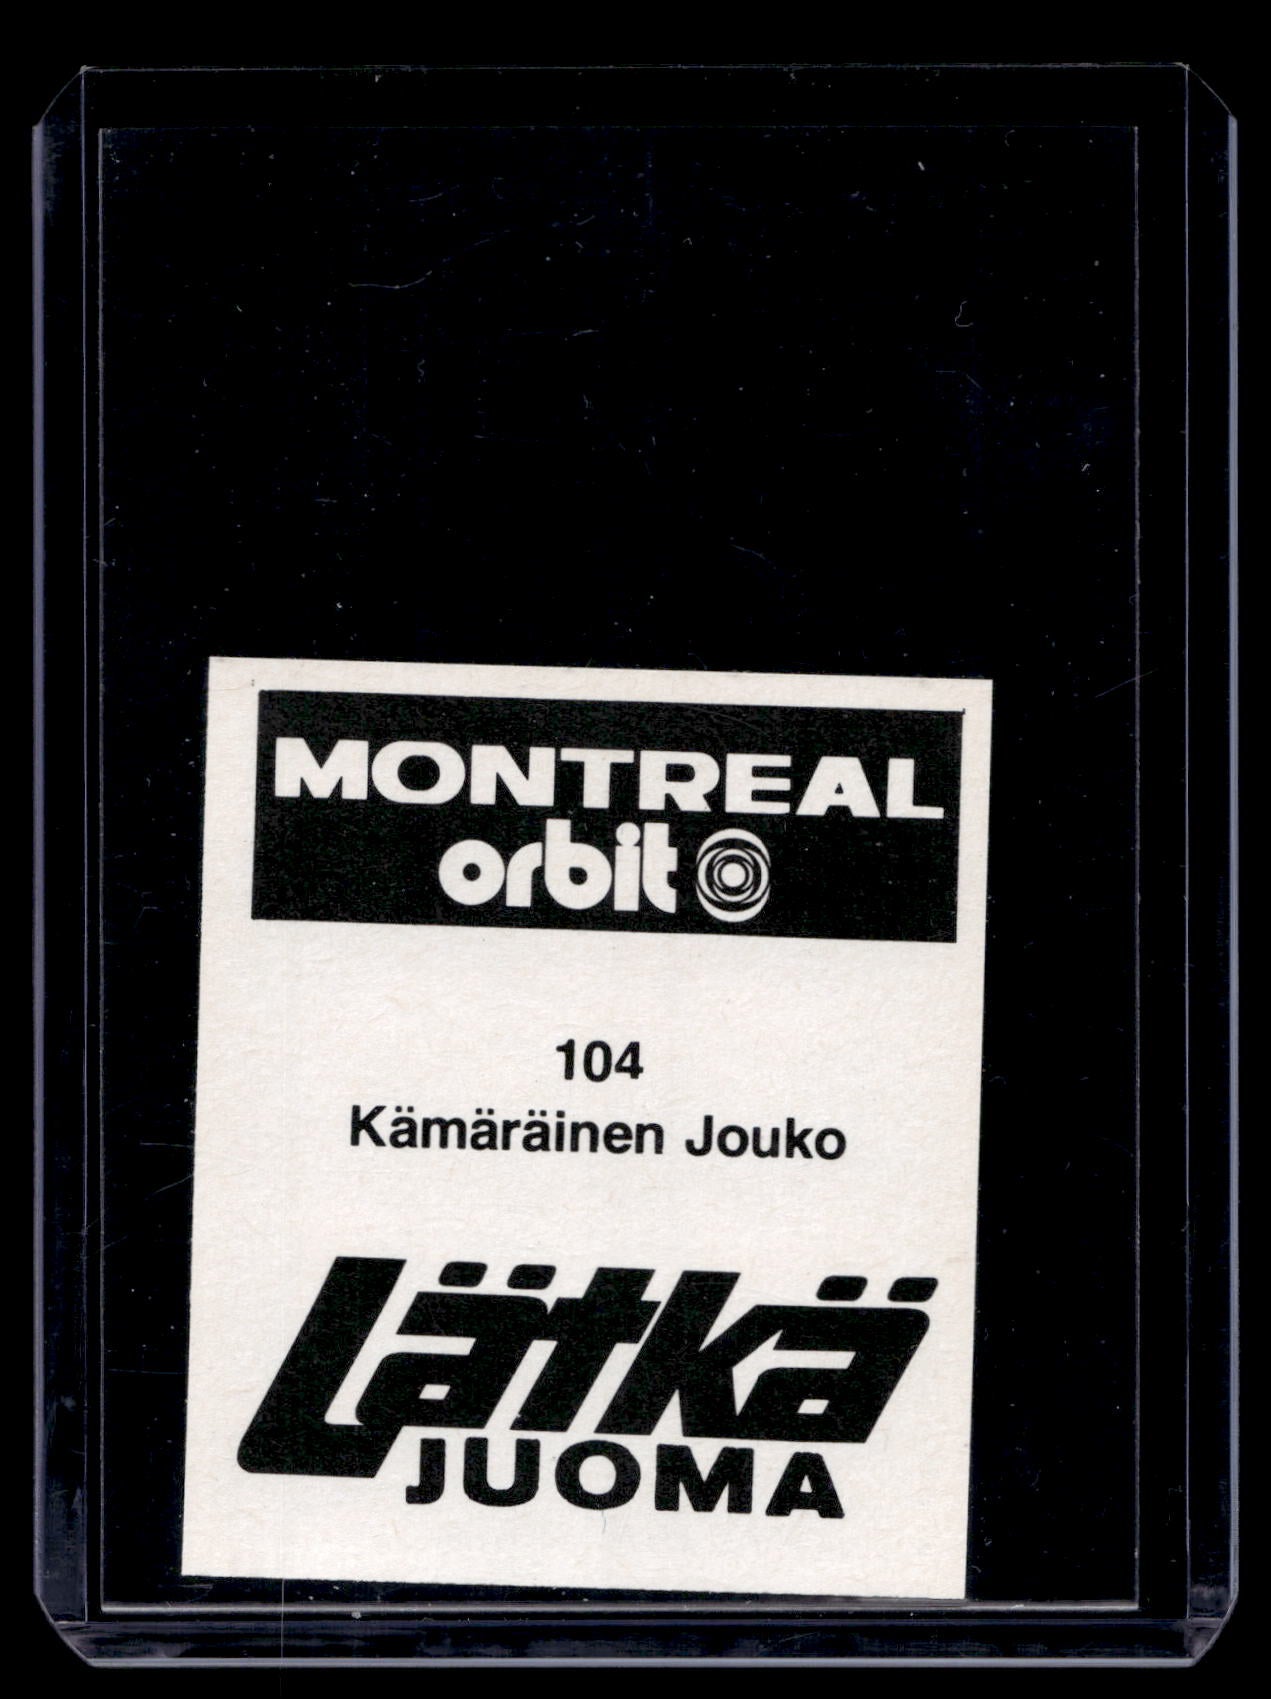 MONTREAL
orbit
104
Kämäräinen Jouko
Lätkä
JUOMA